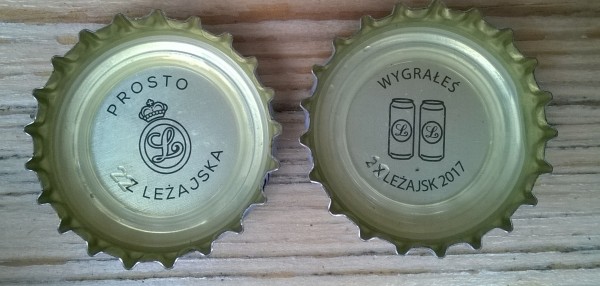 PROSTO
L
Z LEŻAJSKA
WYGRAŁEŚ
L L
2 X LEŻAJSK 2017